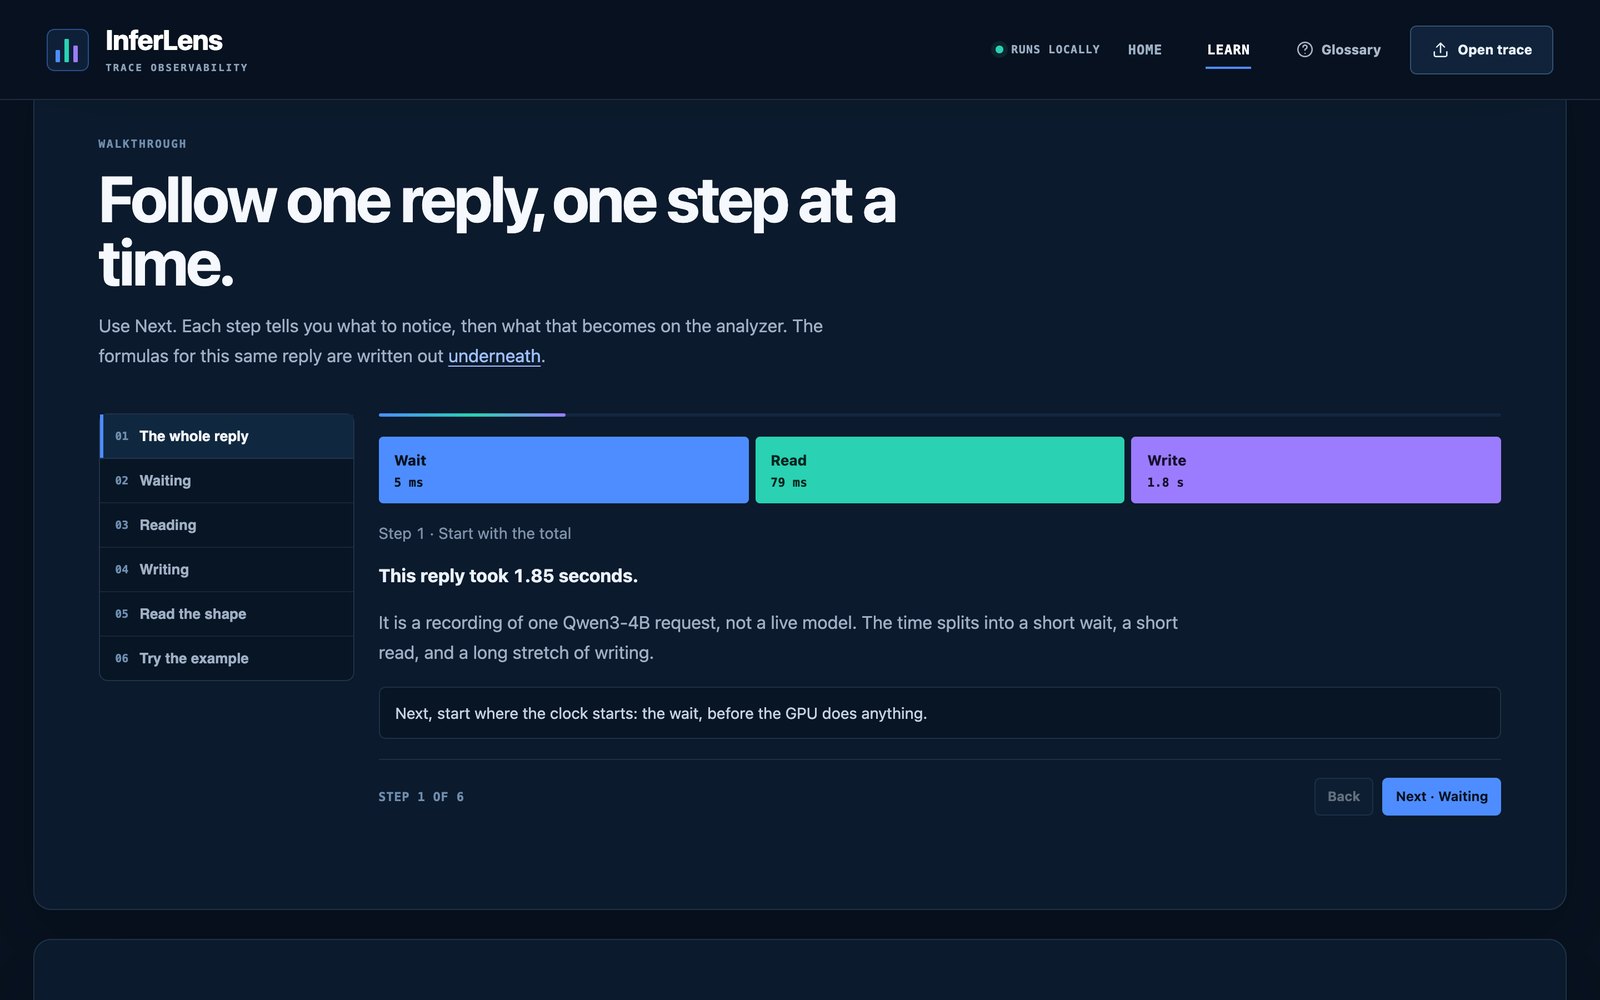 InferLens
TRACE OBSERVABILITY
RUNS LOCALLY
HOME
LEARN
Glossary
Open trace
WALKTHROUGH
Follow one reply, one step at a
time.
Use Next. Each step tells you what to notice, then what that becomes on the analyzer. The
formulas for this same reply are written out underneath.
01 The whole reply
02 Waiting
03 Reading
04 Writing
05 Read the shape
06 Try the example
Wait
5 ms
Read
79 ms
Write
1.8 s
Step 1 · Start with the total
This reply took 1.85 seconds.
It is a recording of one Qwen3-4B request, not a live model. The time splits into a short wait, a short
read, and a long stretch of writing.
Next, start where the clock starts: the wait, before the GPU does anything.
STEP 1 OF 6
Back
Next · Waiting